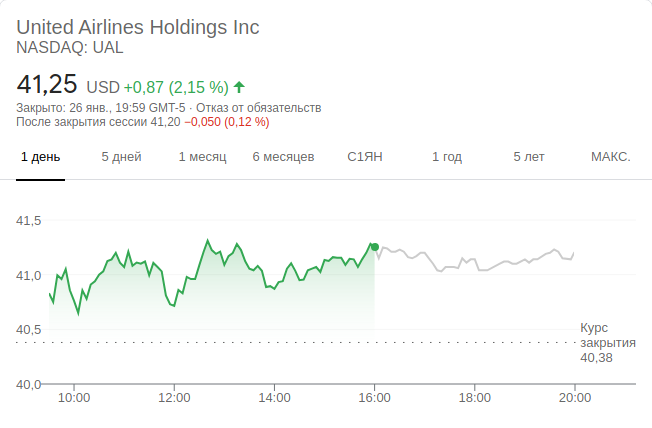 United Airlines Holdings Inc
NASDAQ: UAL
41,25 USD +0,87 (2,15 %)
Закрыто: 26 янв., 19:59 GMT-5 · Отказ от обязательств
После закрытия сессии 41,20 −0,050 (0,12 %)
1 день 5 дней 1 месяц 6 месяцев С1ЯН 1 год 5 лет МАКС.
41,5
41,0
40,5
Курс
закрытия
40,38
40,0
10:00 12:00 14:00 16:00 18:00 20:00